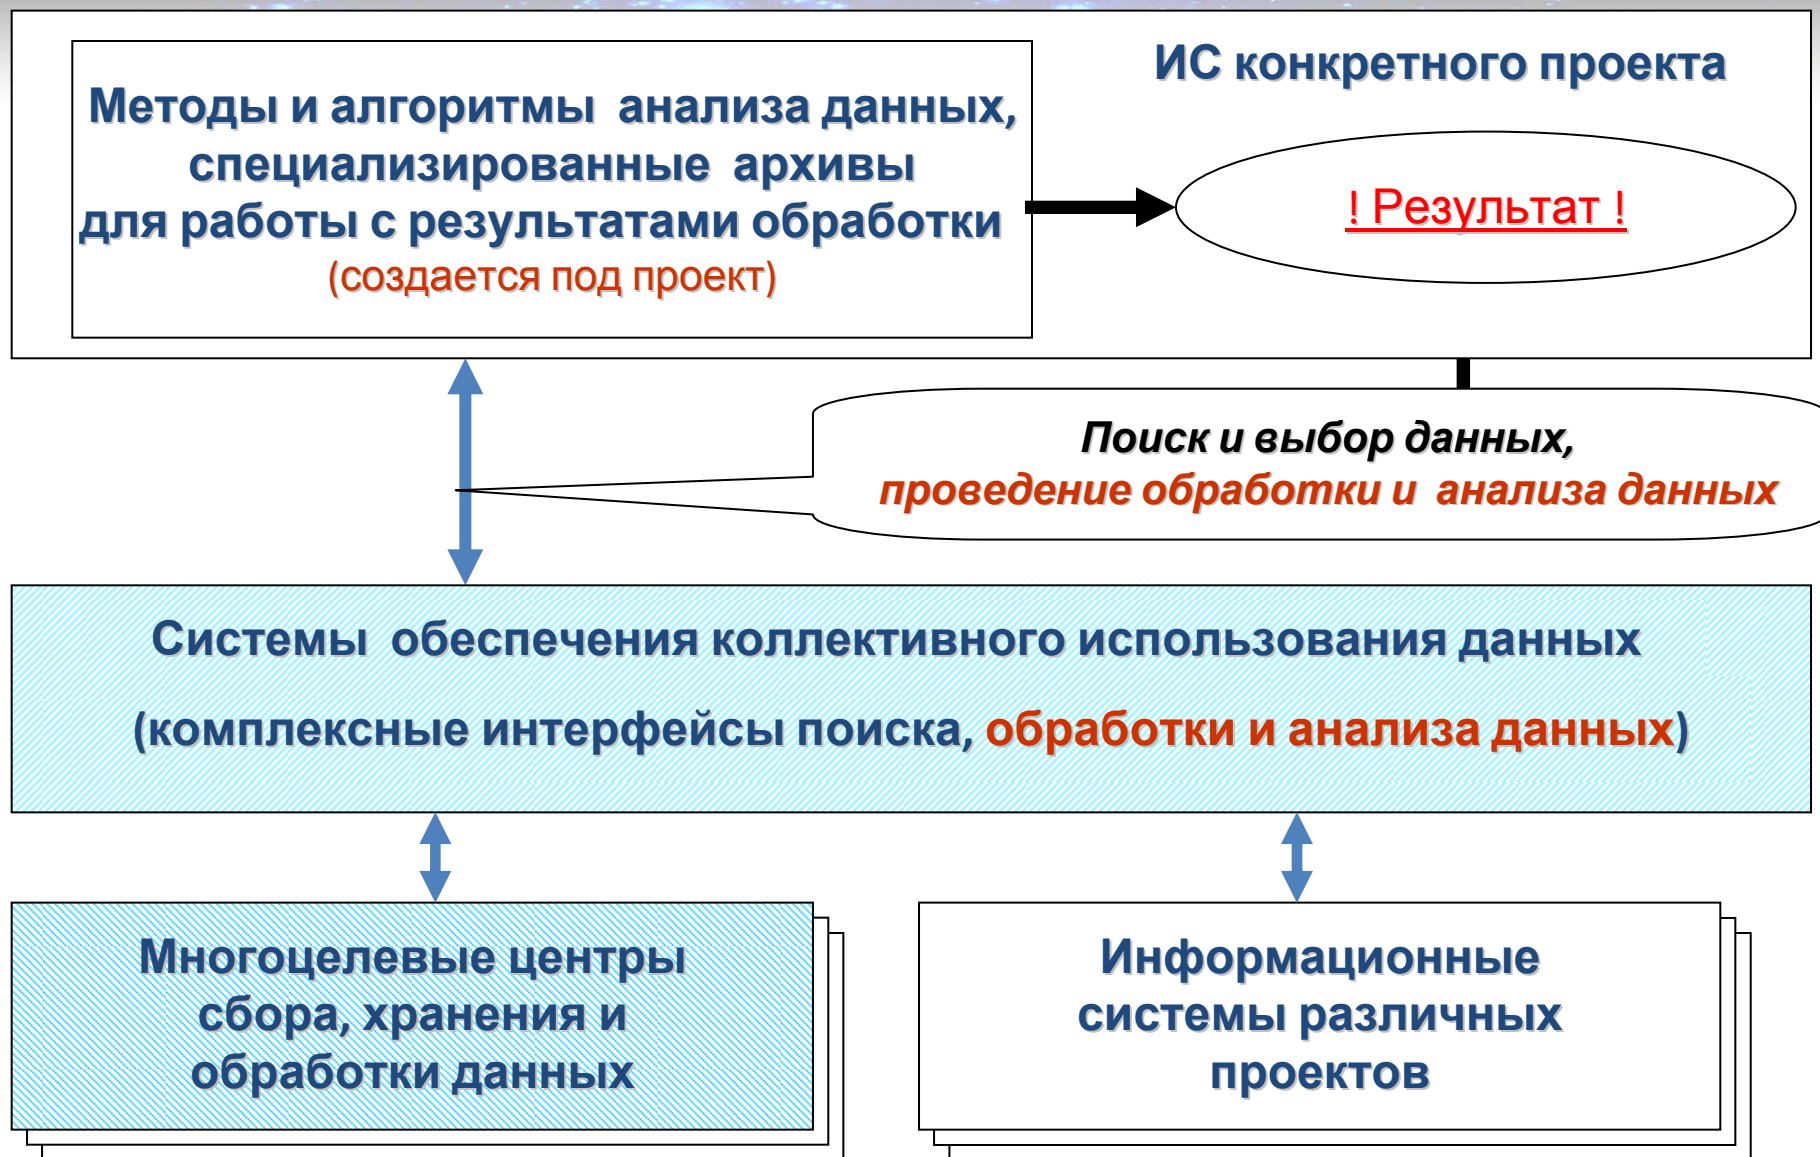 ИС конкретного проекта
Методы и алгоритмы анализа данных,
специализированные архивы
для работы с результатами обработки
(создается под проект)
! Результат !
Поиск и выбор данных,
проведение обработки и анализа данных
Системы обеспечения коллективного использования данных
(комплексные интерфейсы поиска, обработки и анализа данных)
Многоцелевые центры
сбора, хранения и
обработки данных
Информационные
системы различных
проектов